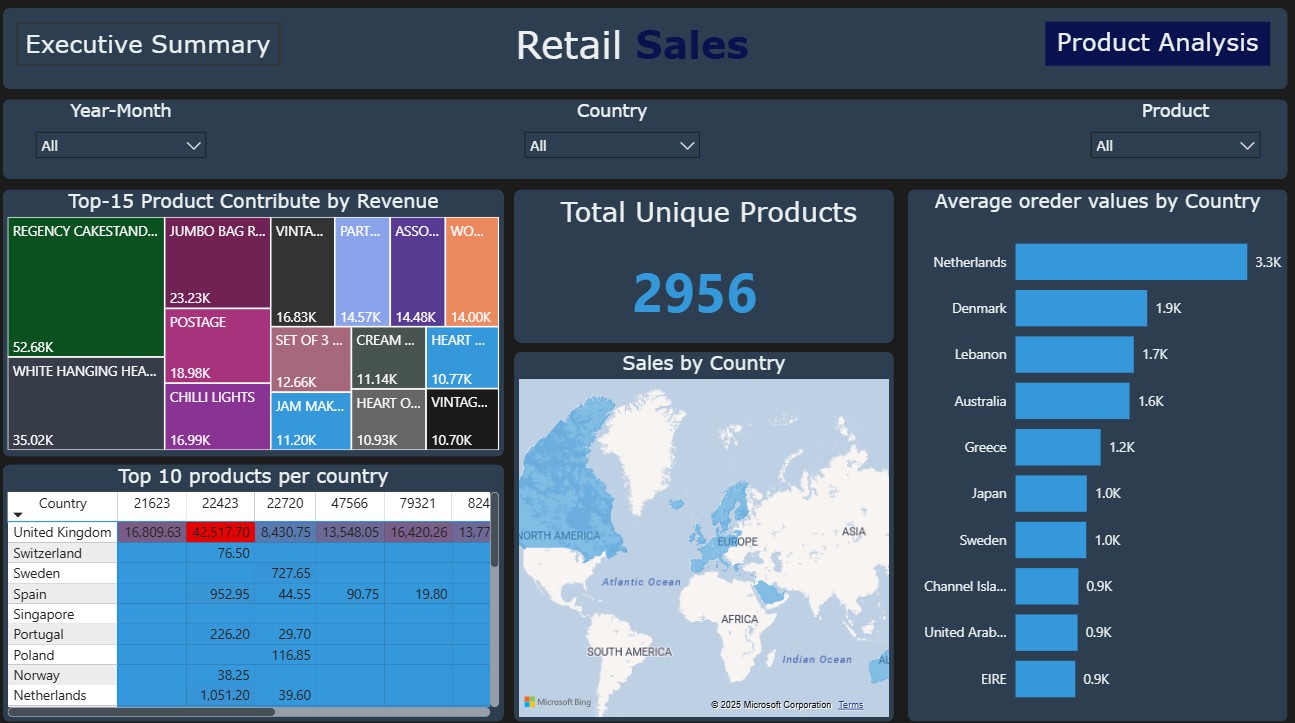 Executive Summary
Retail Sales
Product Analysis
Year-Month
Country
Product
All
All
All
Top-15 Product Contribute by Revenue
REGENCY CAKESTAND...
52.68K
WHITE HANGING HEA...
35.02K
JUMBO BAG R...
23.23K
POSTAGE
18.98K
CHILLI LIGHTS
16.99K
VINTA...
16.83K
PART...
14.57K
ASSO...
14.48K
WO...
14.00K
SET OF 3 ...
12.66K
CREAM ...
11.14K
HEART ...
10.77K
JAM MAK...
11.20K
HEART O...
10.93K
VINTAG...
10.70K
Total Unique Products
2956
Average oreder values by Country
Netherlands 3.3K
Denmark 1.9K
Lebanon 1.7K
Australia 1.6K
Greece 1.2K
Japan 1.0K
Sweden 1.0K
Channel Isla... 0.9K
United Arab... 0.9K
EIRE 0.9K
Top 10 products per country
Country 21623 22423 22720 47566 79321 824
United Kingdom 16,809.63 42,517.70 8,430.75 13,548.05 16,420.26 13,77
Switzerland 76.50
Sweden 727.65
Spain 952.95 44.55 90.75 19.80
Singapore
Portugal 226.20 29.70
Poland 116.85
Norway 38.25
Netherlands 1,051.20 39.60
Sales by Country
NORTH AMERICA
EUROPE
ASIA
Atlantic Ocean
AFRICA
SOUTH AMERICA
Indian Ocean
AU
Microsoft Bing
© 2025 Microsoft Corporation Terms